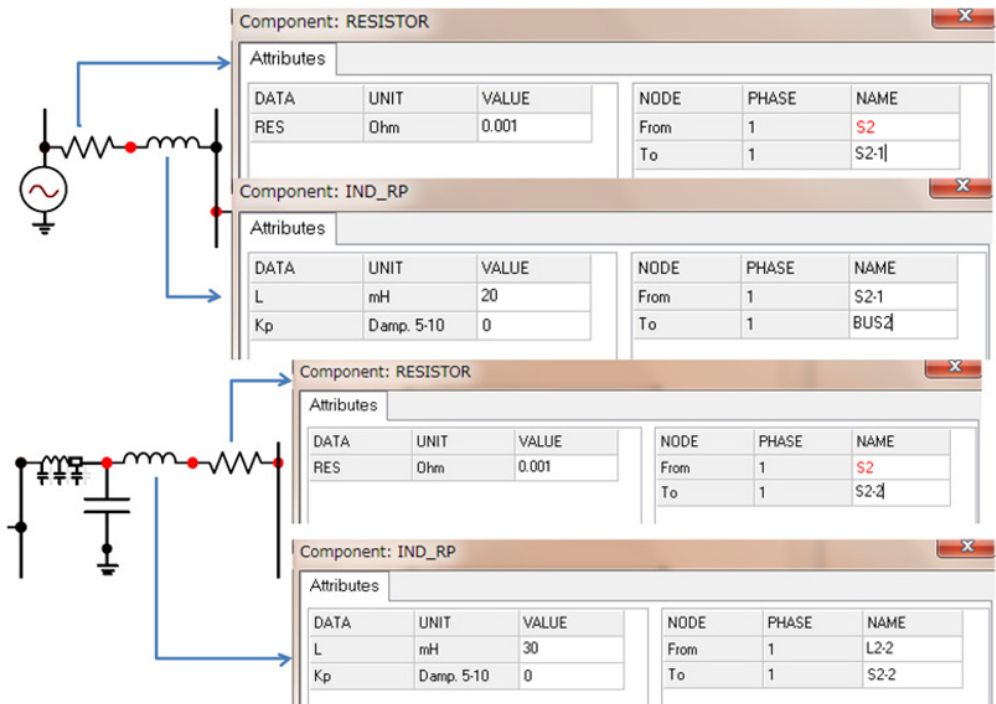 Component: RESISTOR
x
Attributes
DATA UNIT VALUE NODE PHASE NAME
RES Ohm 0.001 From 1 S2
To 1 S2-1
Component: IND_RP
x
Attributes
DATA UNIT VALUE NODE PHASE NAME
L mH 20 From 1 S2-1
Kp Damp. 5-10 0 To 1 BUS2
Component: RESISTOR
x
Attributes
DATA UNIT VALUE NODE PHASE NAME
RES Ohm 0.001 From 1 S2
To 1 S2-2
Component: IND_RP
x
Attributes
DATA UNIT VALUE NODE PHASE NAME
L mH 30 From 1 L2-2
Kp Damp. 5-10 0 To 1 S2-2